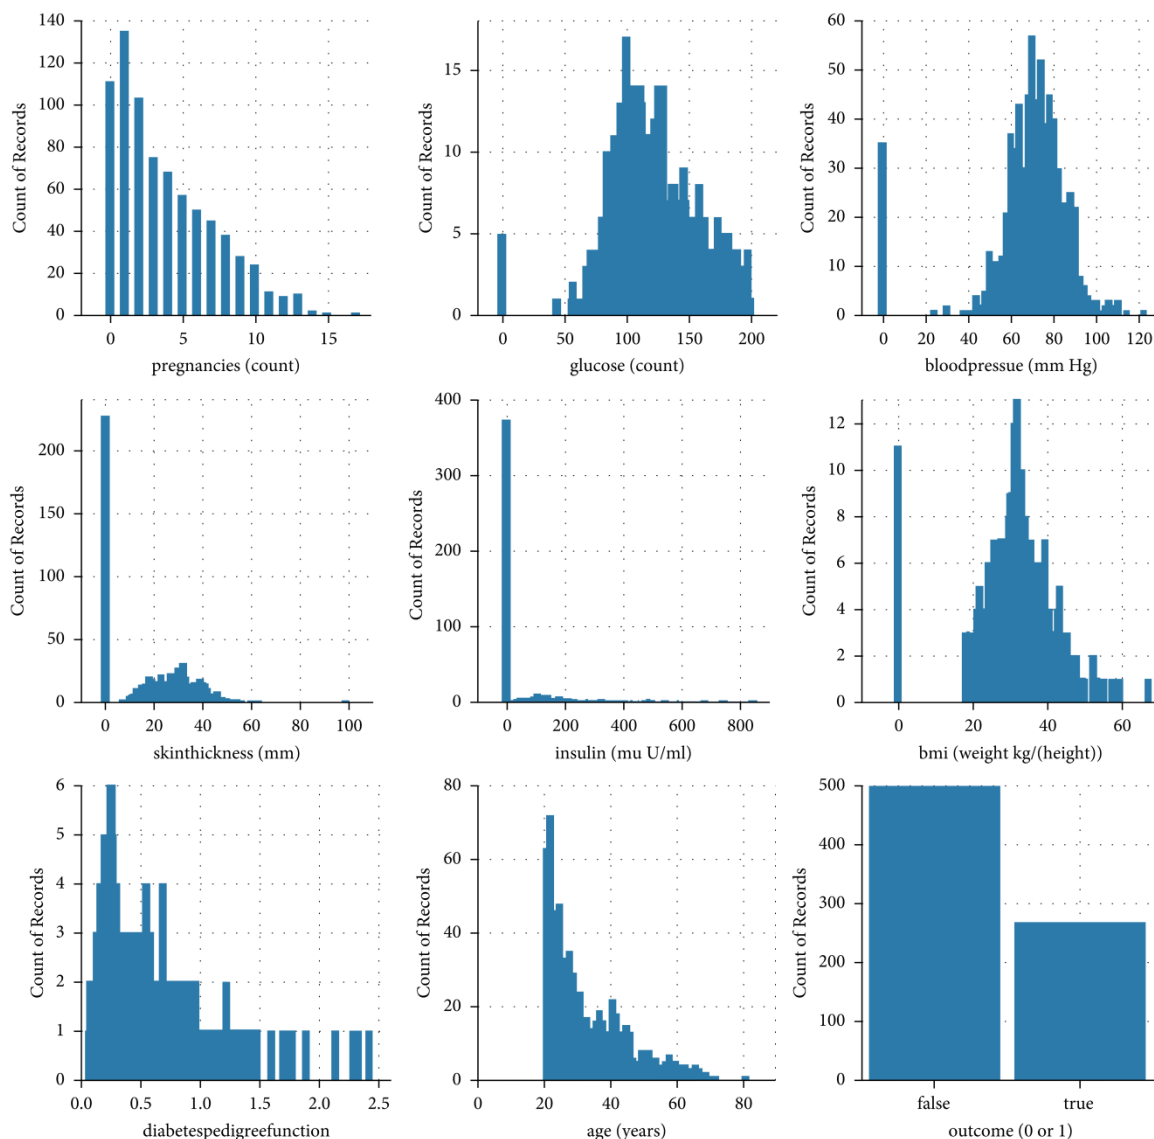 140
120
100
80
60
40
20
0
Count of Records
0 5 10 15
pregnancies (count)
15
10
5
0
Count of Records
0 50 100 150 200
glucose (count)
60
50
40
30
20
10
0
Count of Records
0 20 40 60 80 100 120
bloodpressue (mm Hg)
200
150
100
50
0
Count of Records
0 20 40 60 80 100
skinthickness (mm)
400
300
200
100
0
Count of Records
0 200 400 600 800
insulin (mu U/ml)
12
10
8
6
4
2
0
Count of Records
0 20 40 60
bmi (weight kg/(height))
6
5
4
3
2
1
0
Count of Records
0.0 0.5 1.0 1.5 2.0 2.5
diabetespedigreefunction
80
60
40
20
0
Count of Records
0 20 40 60 80
age (years)
500
400
300
200
100
0
Count of Records
false true
outcome (0 or 1)